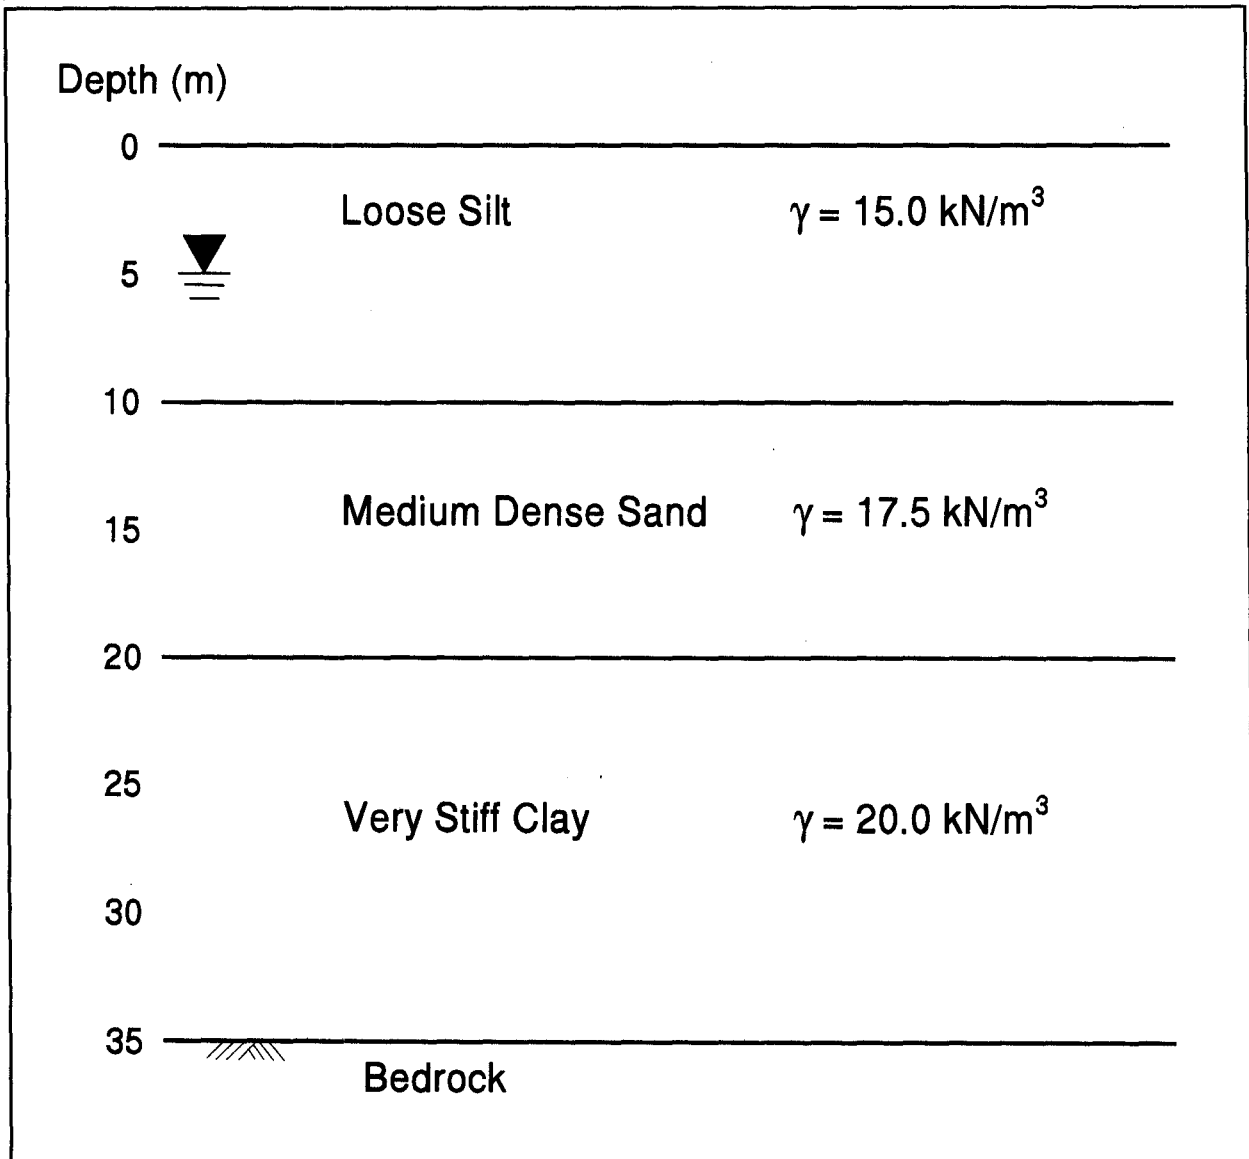 Depth (m)
0
Loose Silt γ = 15.0 kN/m³
5
10
Medium Dense Sand γ = 17.5 kN/m³
15
20
25
Very Stiff Clay γ = 20.0 kN/m³
30
35
Bedrock